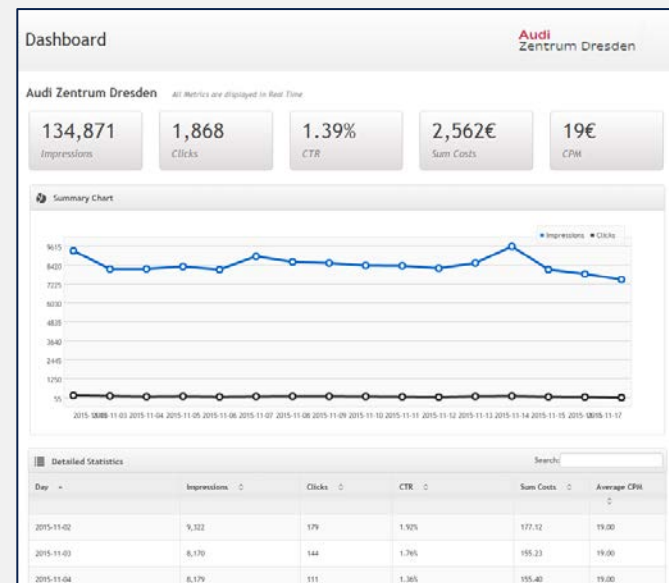 Dashboard
Audi
Zentrum Dresden
Audi Zentrum Dresden All Metrics are displayed in Real Time
134,871 1,868 1.39% 2,562€ 19€
Impressions Clicks CTR Sum Costs CPM
Summary Chart
Impressions Clicks
9615
8420
7225
6030
4835
3640
2445
1250
55
2015-11-03 2015-11-04 2015-11-05 2015-11-06 2015-11-07 2015-11-08 2015-11-09 2015-11-10 2015-11-11 2015-11-12 2015-11-13 2015-11-14 2015-11-15 2015-11-17
Detailed Statistics Search:
Day Impressions Clicks CTR Sum Costs Average CPM
2015-11-02 9,322 179 1.92% 177.12 19.00
2015-11-03 8,170 144 1.76% 155.23 19.00
2015-11-04 8,179 111 1.36% 155.40 19.00